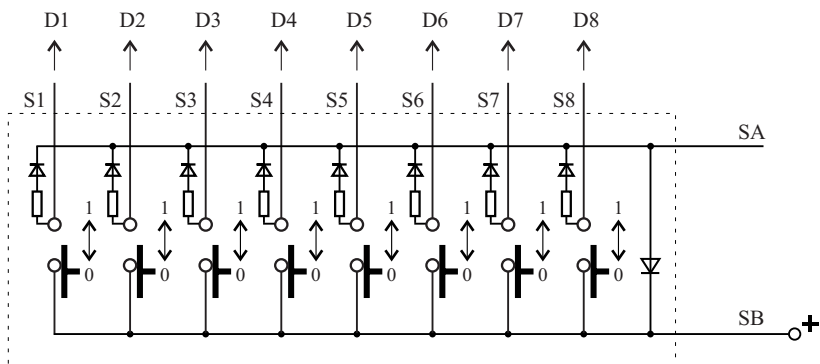 D1 D2 D3 D4 D5 D6 D7 D8
S1 S2 S3 S4 S5 S6 S7 S8
SA
1 1 1 1 1 1 1 1
0 0 0 0 0 0 0 0
SB
+